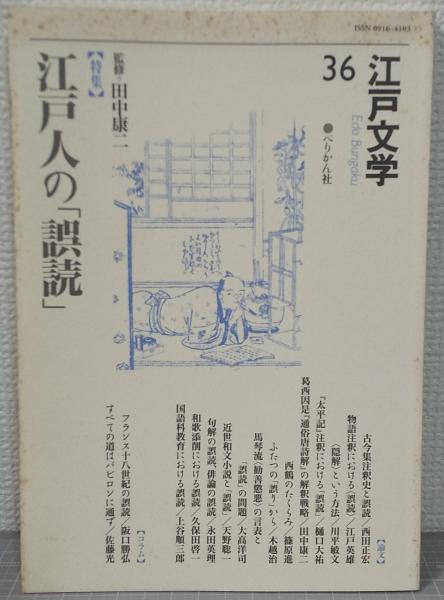 ISSN 0916-6103
江戸文学
36
Edo Bungaku
●ぺりかん社
監修＝田中康二
【特集】
江戸人の「誤読」
【論文】
古今集注釈史と誤読／西田正宏
物語注釈における〈誤読〉／江戸英雄
〈隠解〉という方法／川平敏文
『太平記』注釈における「誤読」／樋口大祐
葛西因是『通俗唐詩解』の解釈戦略／田中康二
西鶴のたくらみ／篠原進
ふたつの「誤り」から／木越治
馬琴流〈勧善懲悪〉の言表と
「誤読」の問題／大高洋司
近世和文小説と「誤読」／天野聡一
句解の誤読、俳論の誤読／永田英理
和歌添削における誤読／久保田啓一
国語科教育における誤読／上谷順三郎
【コラム】
フランス十八世紀の誤読／阪口勝弘
すべての道はバビロンに通ず／佐藤光